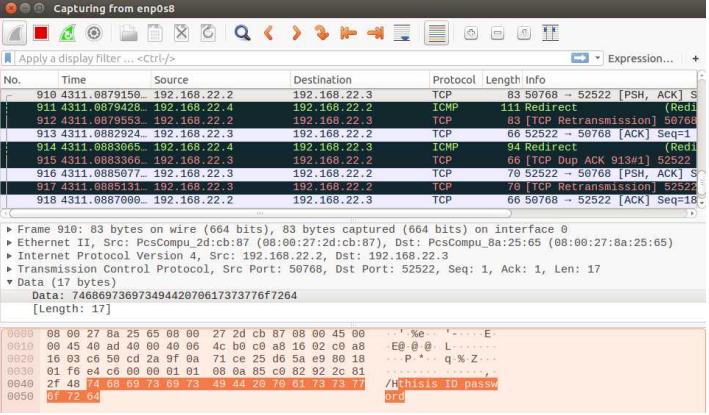 Capturing from enp0s8
Apply a display filter ... <Ctrl-/>
Expression... +
No. Time Source Destination Protocol Length Info
910 4311.0879150... 192.168.22.2 192.168.22.3 TCP 83 50768 → 52522 [PSH, ACK] S
911 4311.0879428... 192.168.22.4 192.168.22.2 ICMP 111 Redirect (Redi
912 4311.0879553... 192.168.22.2 192.168.22.3 TCP 83 [TCP Retransmission] 50768
913 4311.0882924... 192.168.22.3 192.168.22.2 TCP 66 52522 → 50768 [ACK] Seq=1
914 4311.0883065... 192.168.22.4 192.168.22.3 ICMP 94 Redirect (Redi
915 4311.0883366... 192.168.22.3 192.168.22.2 TCP 66 [TCP Dup ACK 913#1] 52522
916 4311.0885077... 192.168.22.3 192.168.22.2 TCP 70 52522 → 50768 [PSH, ACK] S
917 4311.0885131... 192.168.22.3 192.168.22.2 TCP 70 [TCP Retransmission] 52522
918 4311.0887000... 192.168.22.2 192.168.22.3 TCP 66 50768 → 52522 [ACK] Seq=18
Frame 910: 83 bytes on wire (664 bits), 83 bytes captured (664 bits) on interface 0
Ethernet II, Src: PcsCompu_2d:cb:87 (08:00:27:2d:cb:87), Dst: PcsCompu_8a:25:65 (08:00:27:8a:25:65)
Internet Protocol Version 4, Src: 192.168.22.2, Dst: 192.168.22.3
Transmission Control Protocol, Src Port: 50768, Dst Port: 52522, Seq: 1, Ack: 1, Len: 17
Data (17 bytes)
Data: 74686973697349442070617373776f7264
[Length: 17]
0000 08 00 27 8a 25 65 08 00 27 2d cb 87 08 00 45 00 ··'·%e·· '-····E·
0010 00 45 40 ad 40 00 40 06 4c b0 c0 a8 16 02 c0 a8 ·E@·@·@· L·······
0020 16 03 c6 50 cd 2a 9f 0a 71 ce 25 d6 5a e9 80 18 ···P·*·· q·%·Z···
0030 01 f6 e4 c6 00 00 01 01 08 0a 85 c0 82 92 2c 81 ········ ······,·
0040 2f 48 74 68 69 73 69 73 49 44 20 70 61 73 73 77 /Hthisis ID passw
0050 6f 72 64 ord